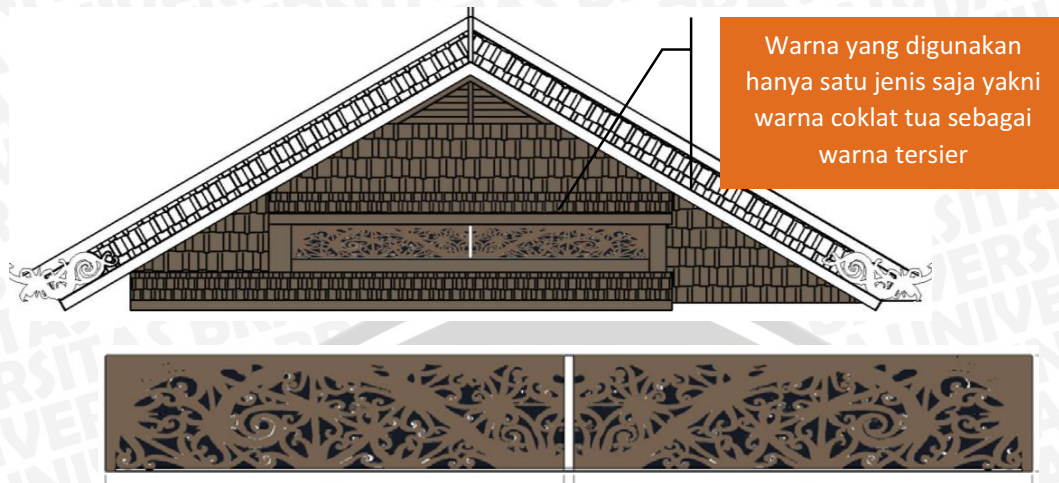 Warna yang digunakan
hanya satu jenis saja yakni
warna coklat tua sebagai
warna tersier